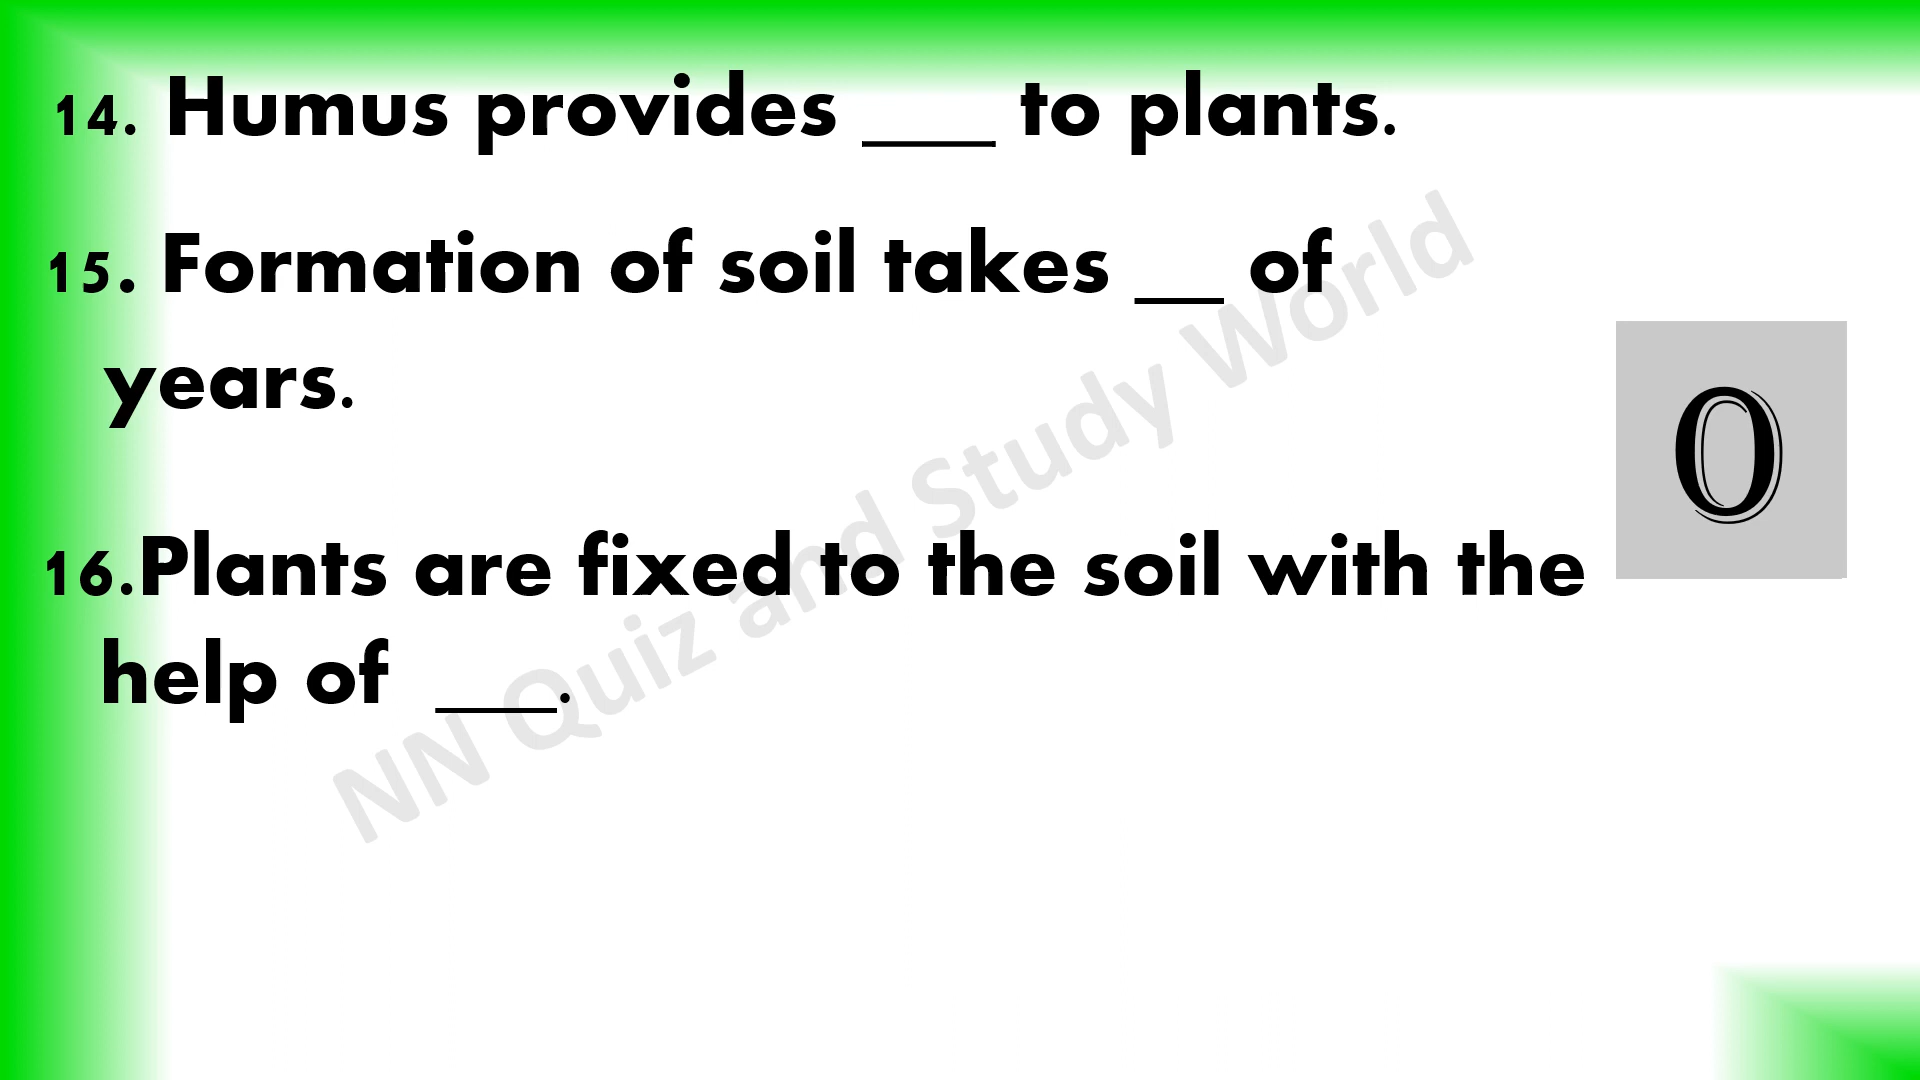 14. Humus provides ___ to plants.
15. Formation of soil takes __ of
years.
0
16.Plants are fixed to the soil with the
help of ___.
NN Quiz and Study World